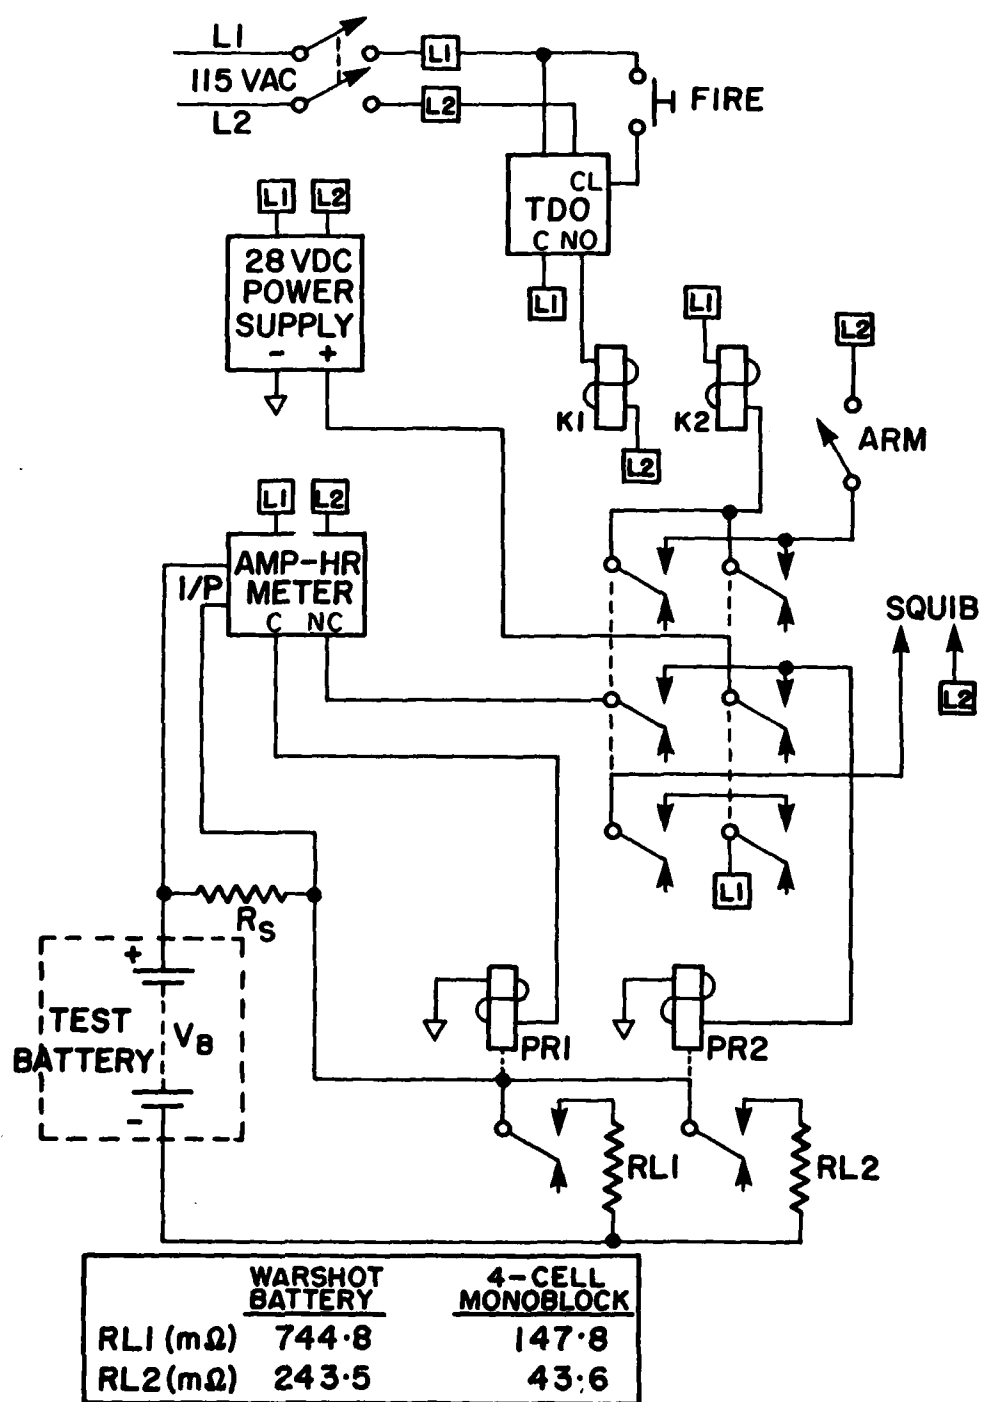 L1
115 VAC
L2
L1
L2
FIRE
CL
TDO
C NO
L1
L1 L2
28 VDC
POWER
SUPPLY
- +
K1
L2
L1
K2
L2
ARM
L1 L2
I/P
AMP-HR
METER
C NC
SQUIB
L2
L1
RS
+
TEST
BATTERY
VB
-
PR1
PR2
RL1
RL2
WARSHOT
BATTERY
4-CELL
MONOBLOCK
RL1 (mΩ) 744.8 147.8
RL2 (mΩ) 243.5 43.6